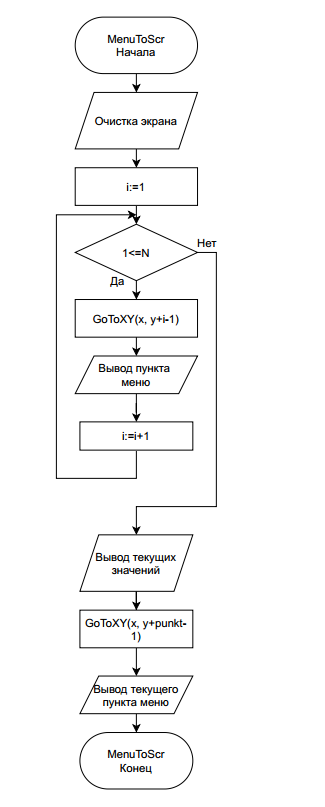 MenuToScr
Начала
Очистка экрана
i:=1
1<=N
Нет
Да
GoToXY(x, y+i-1)
Вывод пункта
меню
i:=i+1
Вывод текущих
значений
GoToXY(x, y+punkt-
1)
Вывод текущего
пункта меню
MenuToScr
Конец